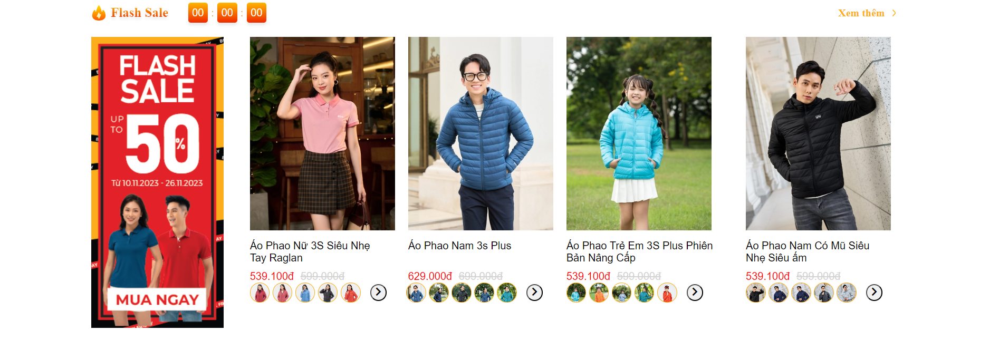 Flash Sale 00 : 00 : 00
Xem thêm
FLASH
SALE
UP
TO
50%
Từ 10.11.2023 - 26.11.2023
MUA NGAY
Áo Phao Nữ 3S Siêu Nhẹ
Tay Raglan
539.100đ 599.000đ
Áo Phao Nam 3s Plus
629.000đ 699.000đ
Áo Phao Trẻ Em 3S Plus Phiên
Bản Nâng Cấp
539.100đ 599.000đ
Áo Phao Nam Có Mũ Siêu
Nhẹ Siêu ấm
539.100đ 599.000đ